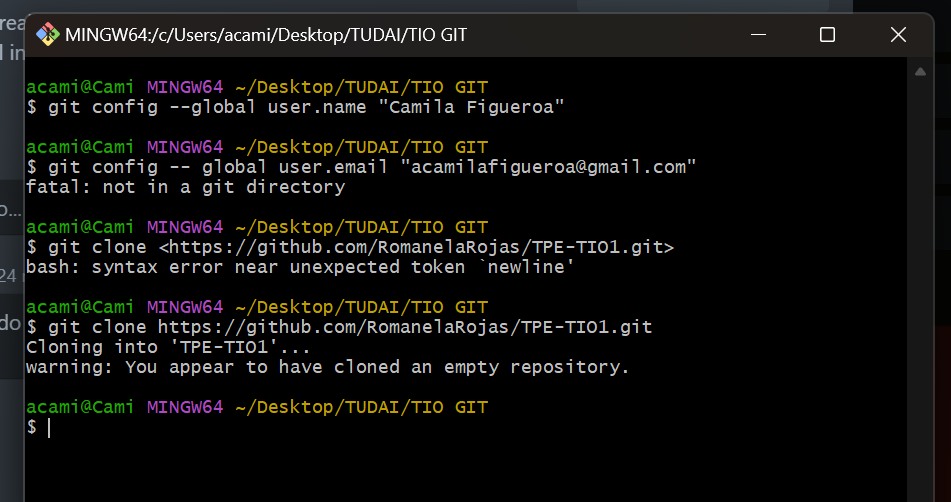 rea
MINGW64:/c/Users/acami/Desktop/TUDAI/TIO GIT
l in
acami@Cami MINGW64 ~/Desktop/TUDAI/TIO GIT
$ git config --global user.name "Camila Figueroa"
acami@Cami MINGW64 ~/Desktop/TUDAI/TIO GIT
$ git config -- global user.email "acamilafigueroa@gmail.com"
fatal: not in a git directory
o...
acami@Cami MINGW64 ~/Desktop/TUDAI/TIO GIT
$ git clone <https://github.com/RomanelaRojas/TPE-TIO1.git>
bash: syntax error near unexpected token `newline'
24
acami@Cami MINGW64 ~/Desktop/TUDAI/TIO GIT
do
$ git clone https://github.com/RomanelaRojas/TPE-TIO1.git
Cloning into 'TPE-TIO1'...
warning: You appear to have cloned an empty repository.
acami@Cami MINGW64 ~/Desktop/TUDAI/TIO GIT
$